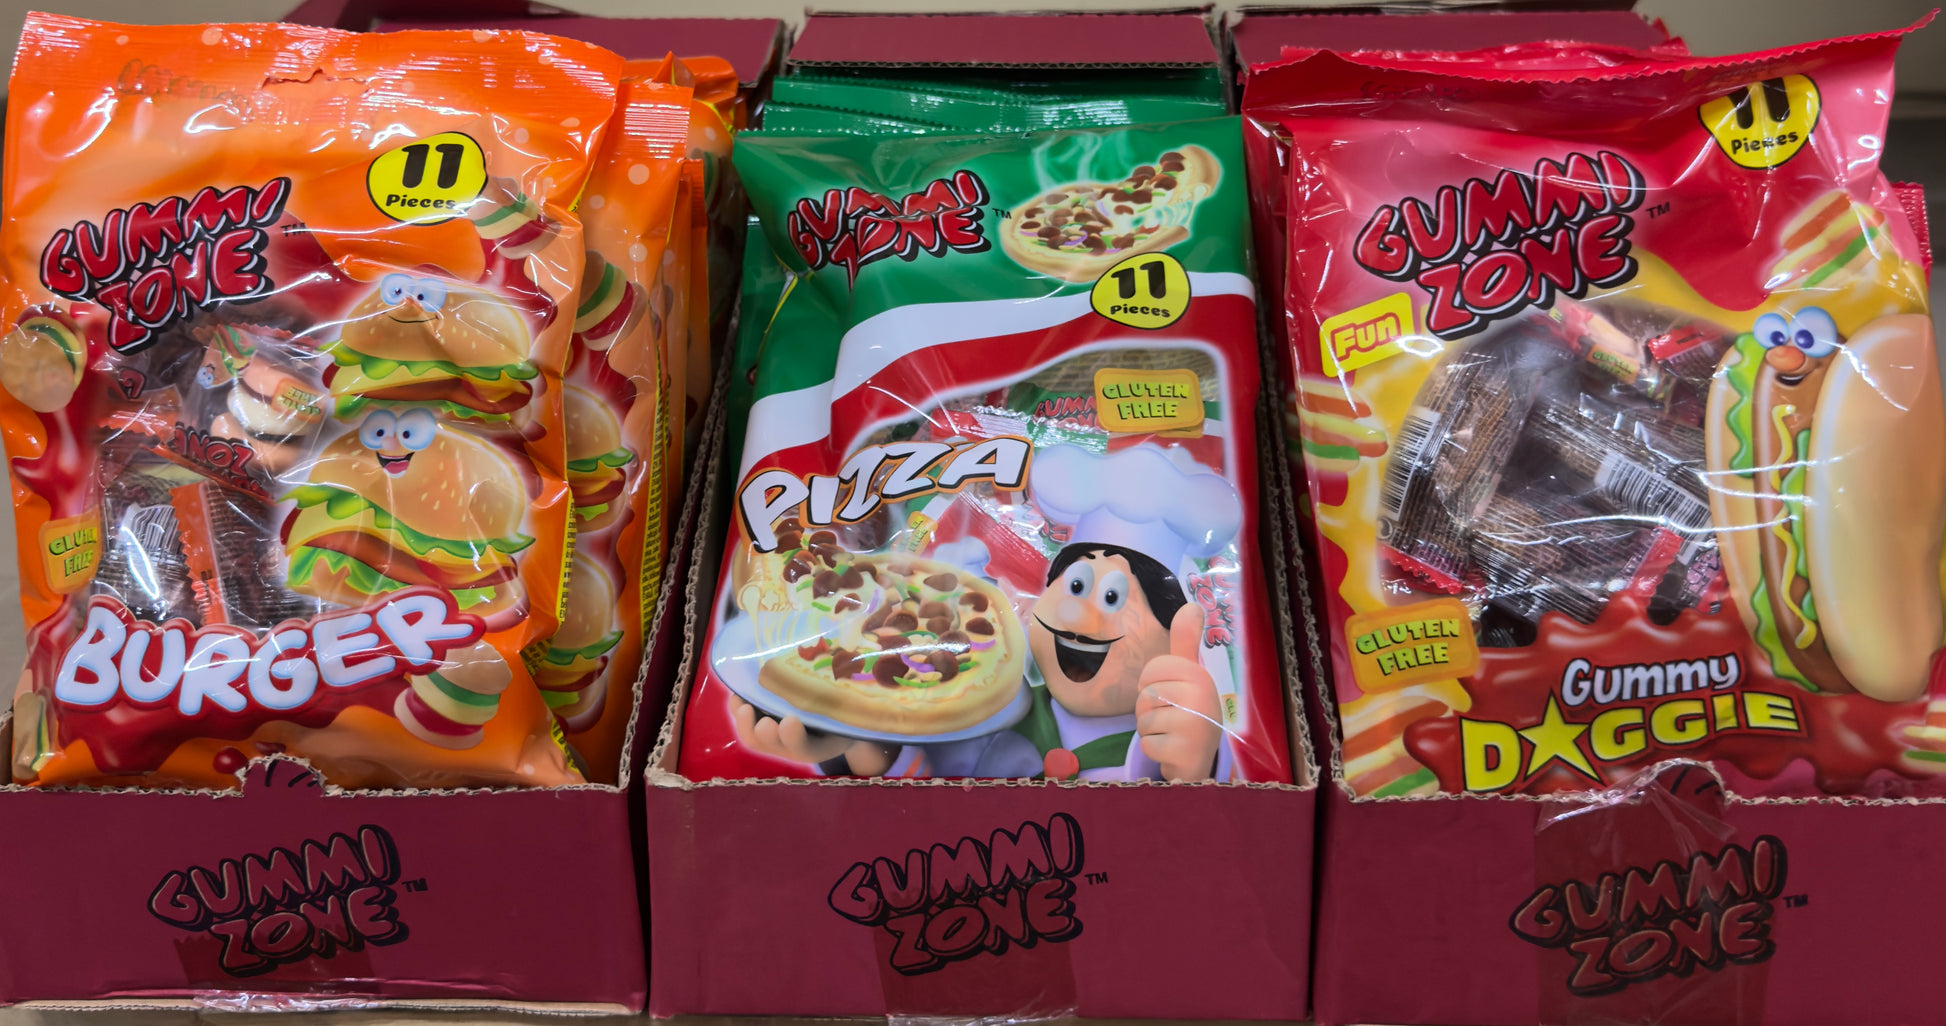 GUMMI
ZONE
TM
11
Pieces
GLUTEN
FREE
BURGER
GUMMI
ZONE
TM
11
Pieces
GLUTEN
FREE
PIZZA
GUMMI
ZONE
TM
11
Pieces
Fun
GLUTEN
FREE
Gummy
DOGGIE
GUMMI
ZONE
TM
GUMMI
ZONE
TM
GUMMI
ZONE
TM